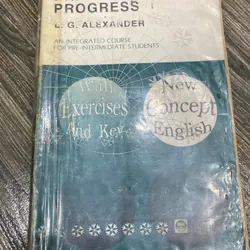 PROGRESS
L. G. ALEXANDER
AN INTEGRATED COURSE
FOR PRE-INTERMEDIATE STUDENTS
With
Exercises
And Key
New
Concept
English